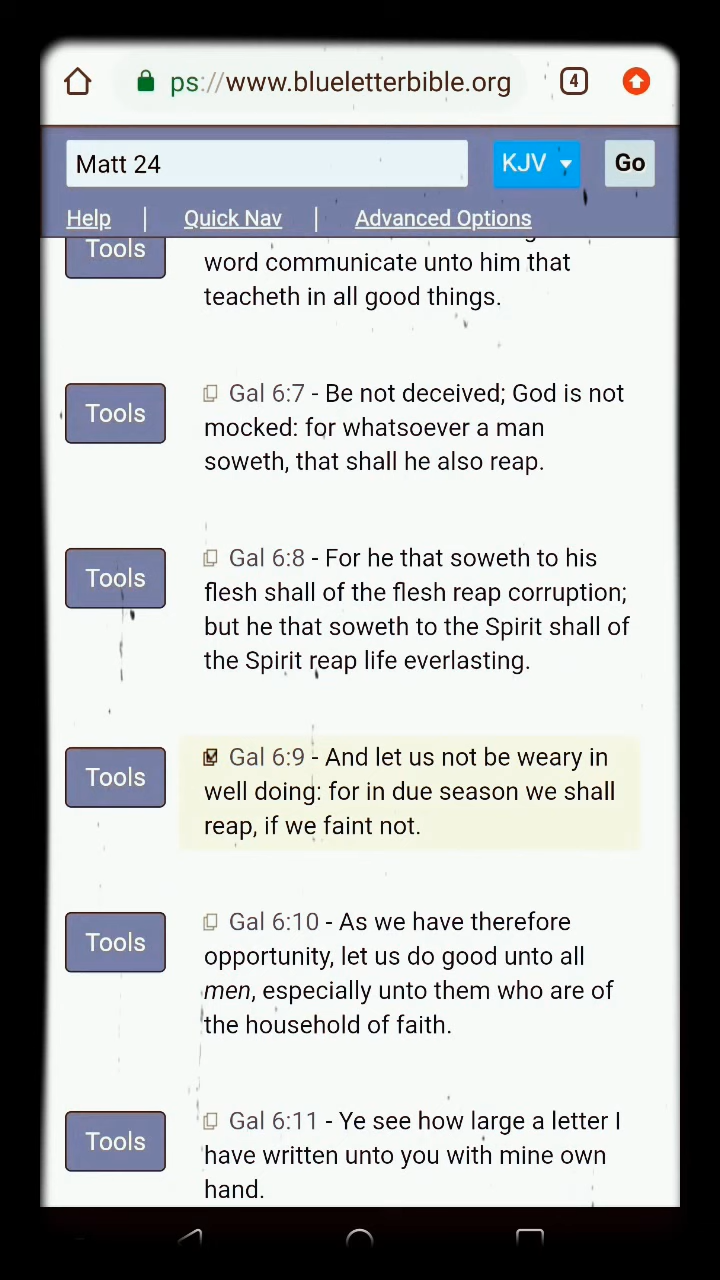 ps://www.blueletterbible.org
4
Matt 24
KJV
Go
Help | Quick Nav | Advanced Options
Tools
word communicate unto him that
teacheth in all good things.
Tools
Gal 6:7 - Be not deceived; God is not
mocked: for whatsoever a man
soweth, that shall he also reap.
Tools
Gal 6:8 - For he that soweth to his
flesh shall of the flesh reap corruption;
but he that soweth to the Spirit shall of
the Spirit reap life everlasting.
Tools
Gal 6:9 - And let us not be weary in
well doing: for in due season we shall
reap, if we faint not.
Tools
Gal 6:10 - As we have therefore
opportunity, let us do good unto all
men, especially unto them who are of
the household of faith.
Tools
Gal 6:11 - Ye see how large a letter I
have written unto you with mine own
hand.